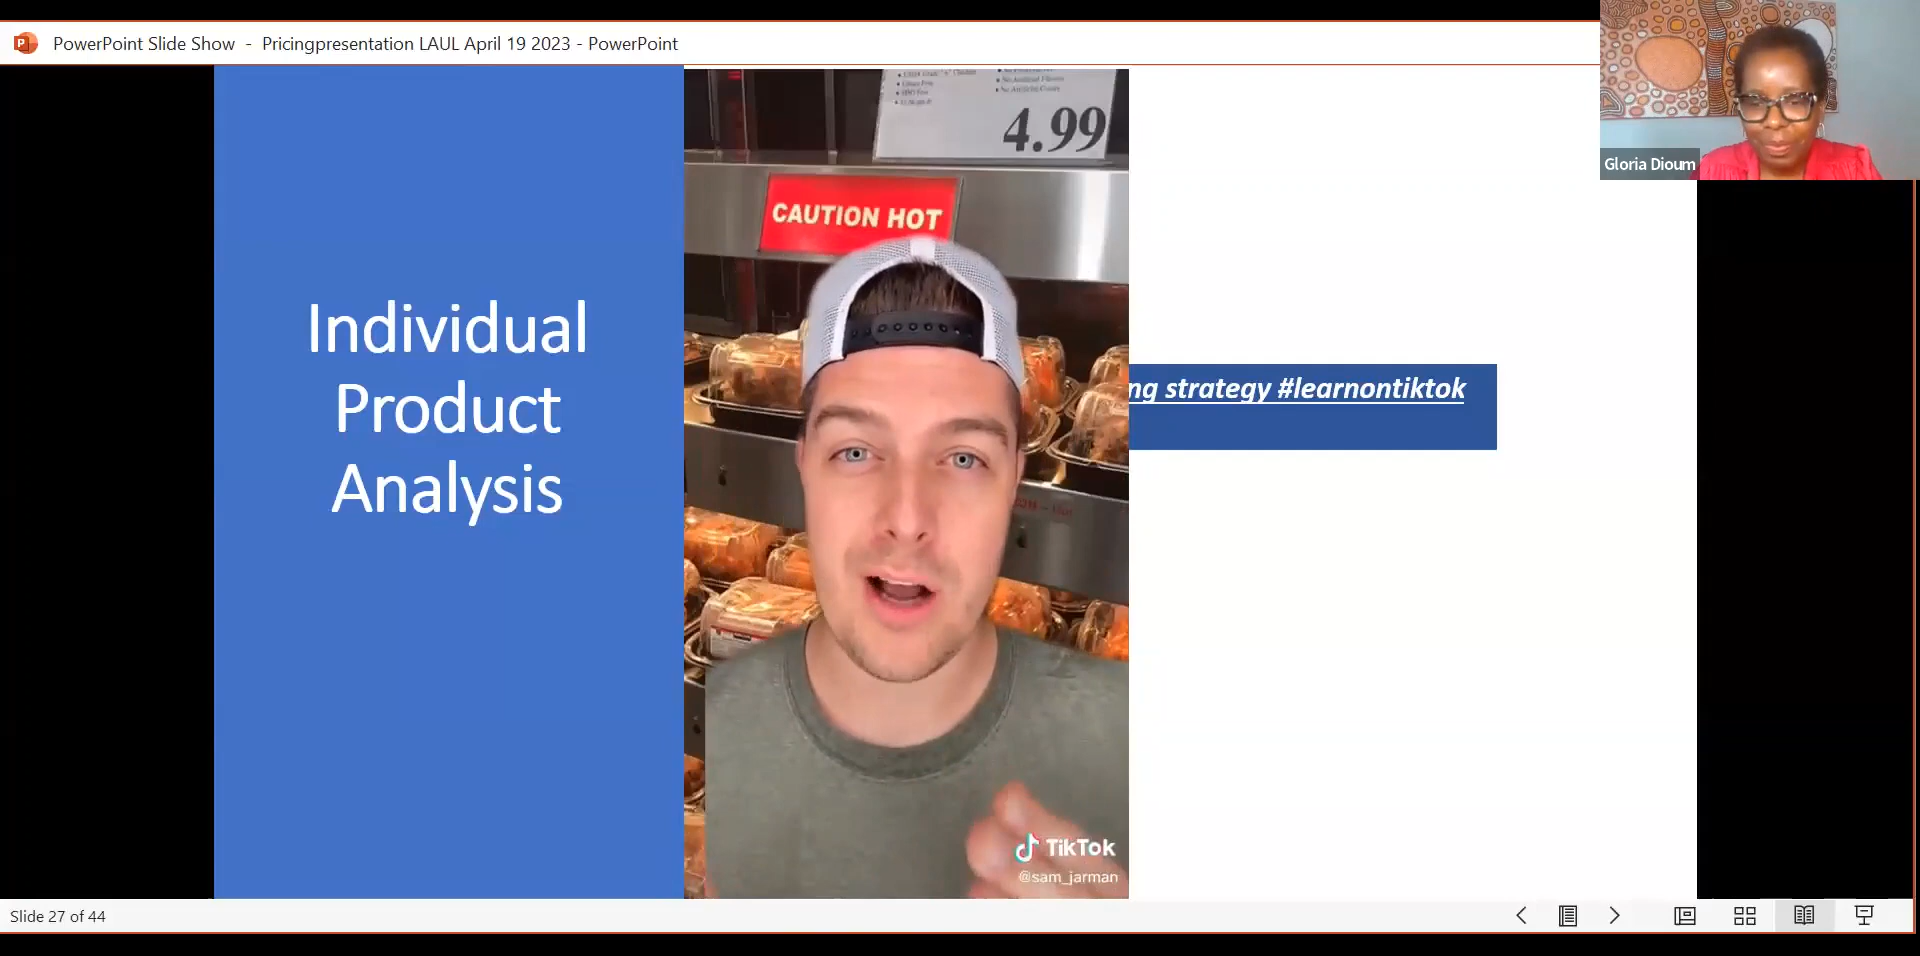 PowerPoint Slide Show - Pricingpresentation LAUL April 19 2023 - PowerPoint
Gloria Dioum
Individual
Product
Analysis
4.99
CAUTION HOT
ng strategy #learnontiktok
TikTok
@sam_jarman
Slide 27 of 44